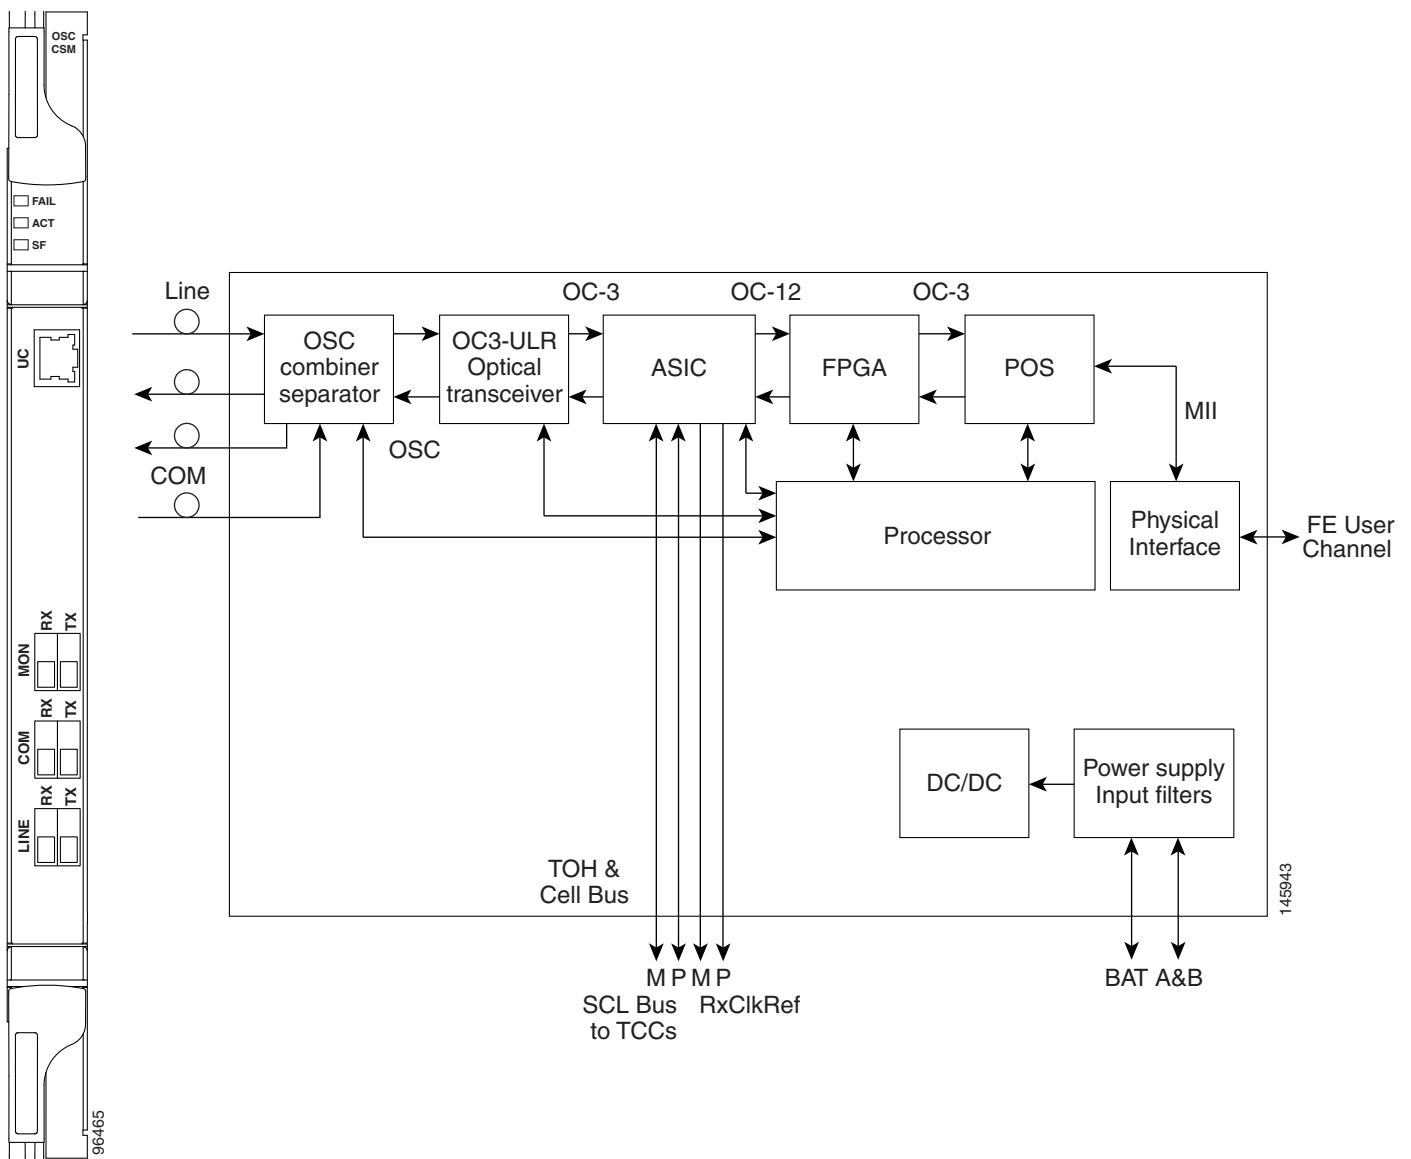 OSC
CSM
FAIL
ACT
SF
UC
RX
TX
MON
RX
TX
COM
RX
TX
LINE
96465
Line
COM
OC-3
OC-12
OC-3
OSC
combiner
separator
OC3-ULR
Optical
transceiver
ASIC
FPGA
POS
OSC
MII
Processor
Physical
Interface
FE User
Channel
DC/DC
Power supply
Input filters
TOH &
Cell Bus
M P M P
SCL Bus
to TCCs
RxClkRef
BAT A&B
145943